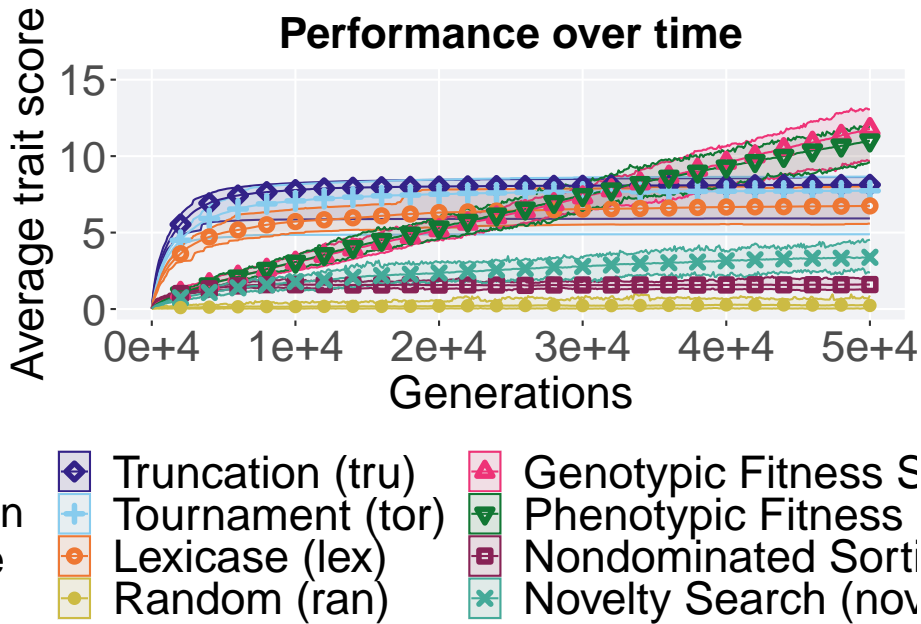 Performance over time
Average trait score
15
10
5
0
0e+4 1e+4 2e+4 3e+4 4e+4 5e+4
Generations
Truncation (tru)
Tournament (tor)
Lexicase (lex)
Random (ran)
Genotypic Fitness S
Phenotypic Fitness
Nondominated Sorti
Novelty Search (nov
n
e